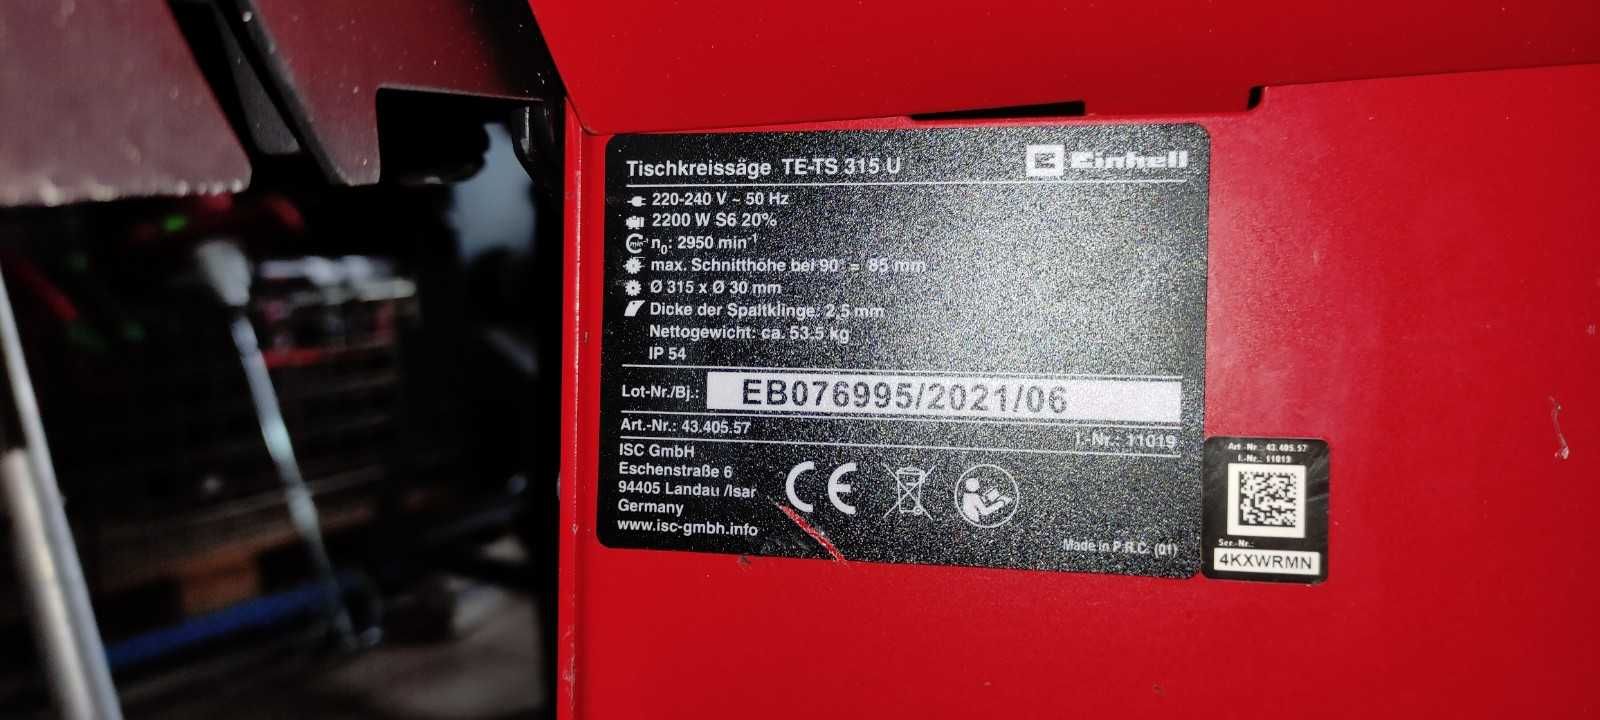 Tischkreissäge TE-TS 315 U
Einhell
220-240 V ~ 50 Hz
2200 W S6 20%
min⁻¹ n₀: 2950 min⁻¹
max. Schnitthöhe bei 90° = 85 mm
Ø 315 x Ø 30 mm
Dicke der Spaltklinge: 2,5 mm
Nettogewicht: ca. 53.5 kg
IP 54
Lot-Nr./Bj.: EB076995/2021/06
Art.-Nr.: 43.405.57
I.-Nr.: 11019
ISC GmbH
Eschenstraße 6
94405 Landau /Isar
Germany
www.isc-gmbh.info
CE
Made in P.R.C. (01)
Art.-Nr.: 43.405.57
I.-Nr.: 11019
Ser.-Nr.:
4KXWRMN